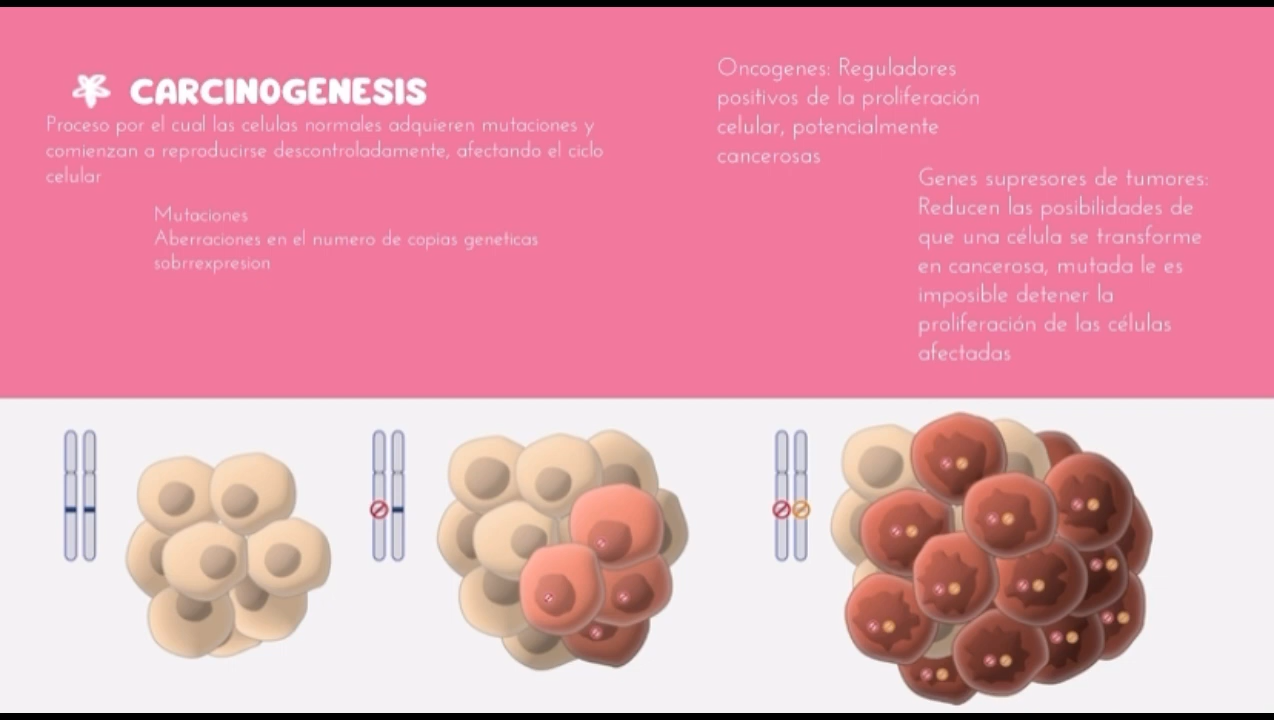 CARCINOGENESIS
Proceso por el cual las celulas normales adquieren mutaciones y
comienzan a reproducirse descontroladamente, afectando el ciclo
celular
Mutaciones
Aberraciones en el numero de copias geneticas
sobrrexpresion
Oncogenes: Reguladores
positivos de la proliferación
celular, potencialmente
cancerosas
Genes supresores de tumores:
Reducen las posibilidades de
que una célula se transforme
en cancerosa, mutada le es
imposible detener la
proliferación de las células
afectadas